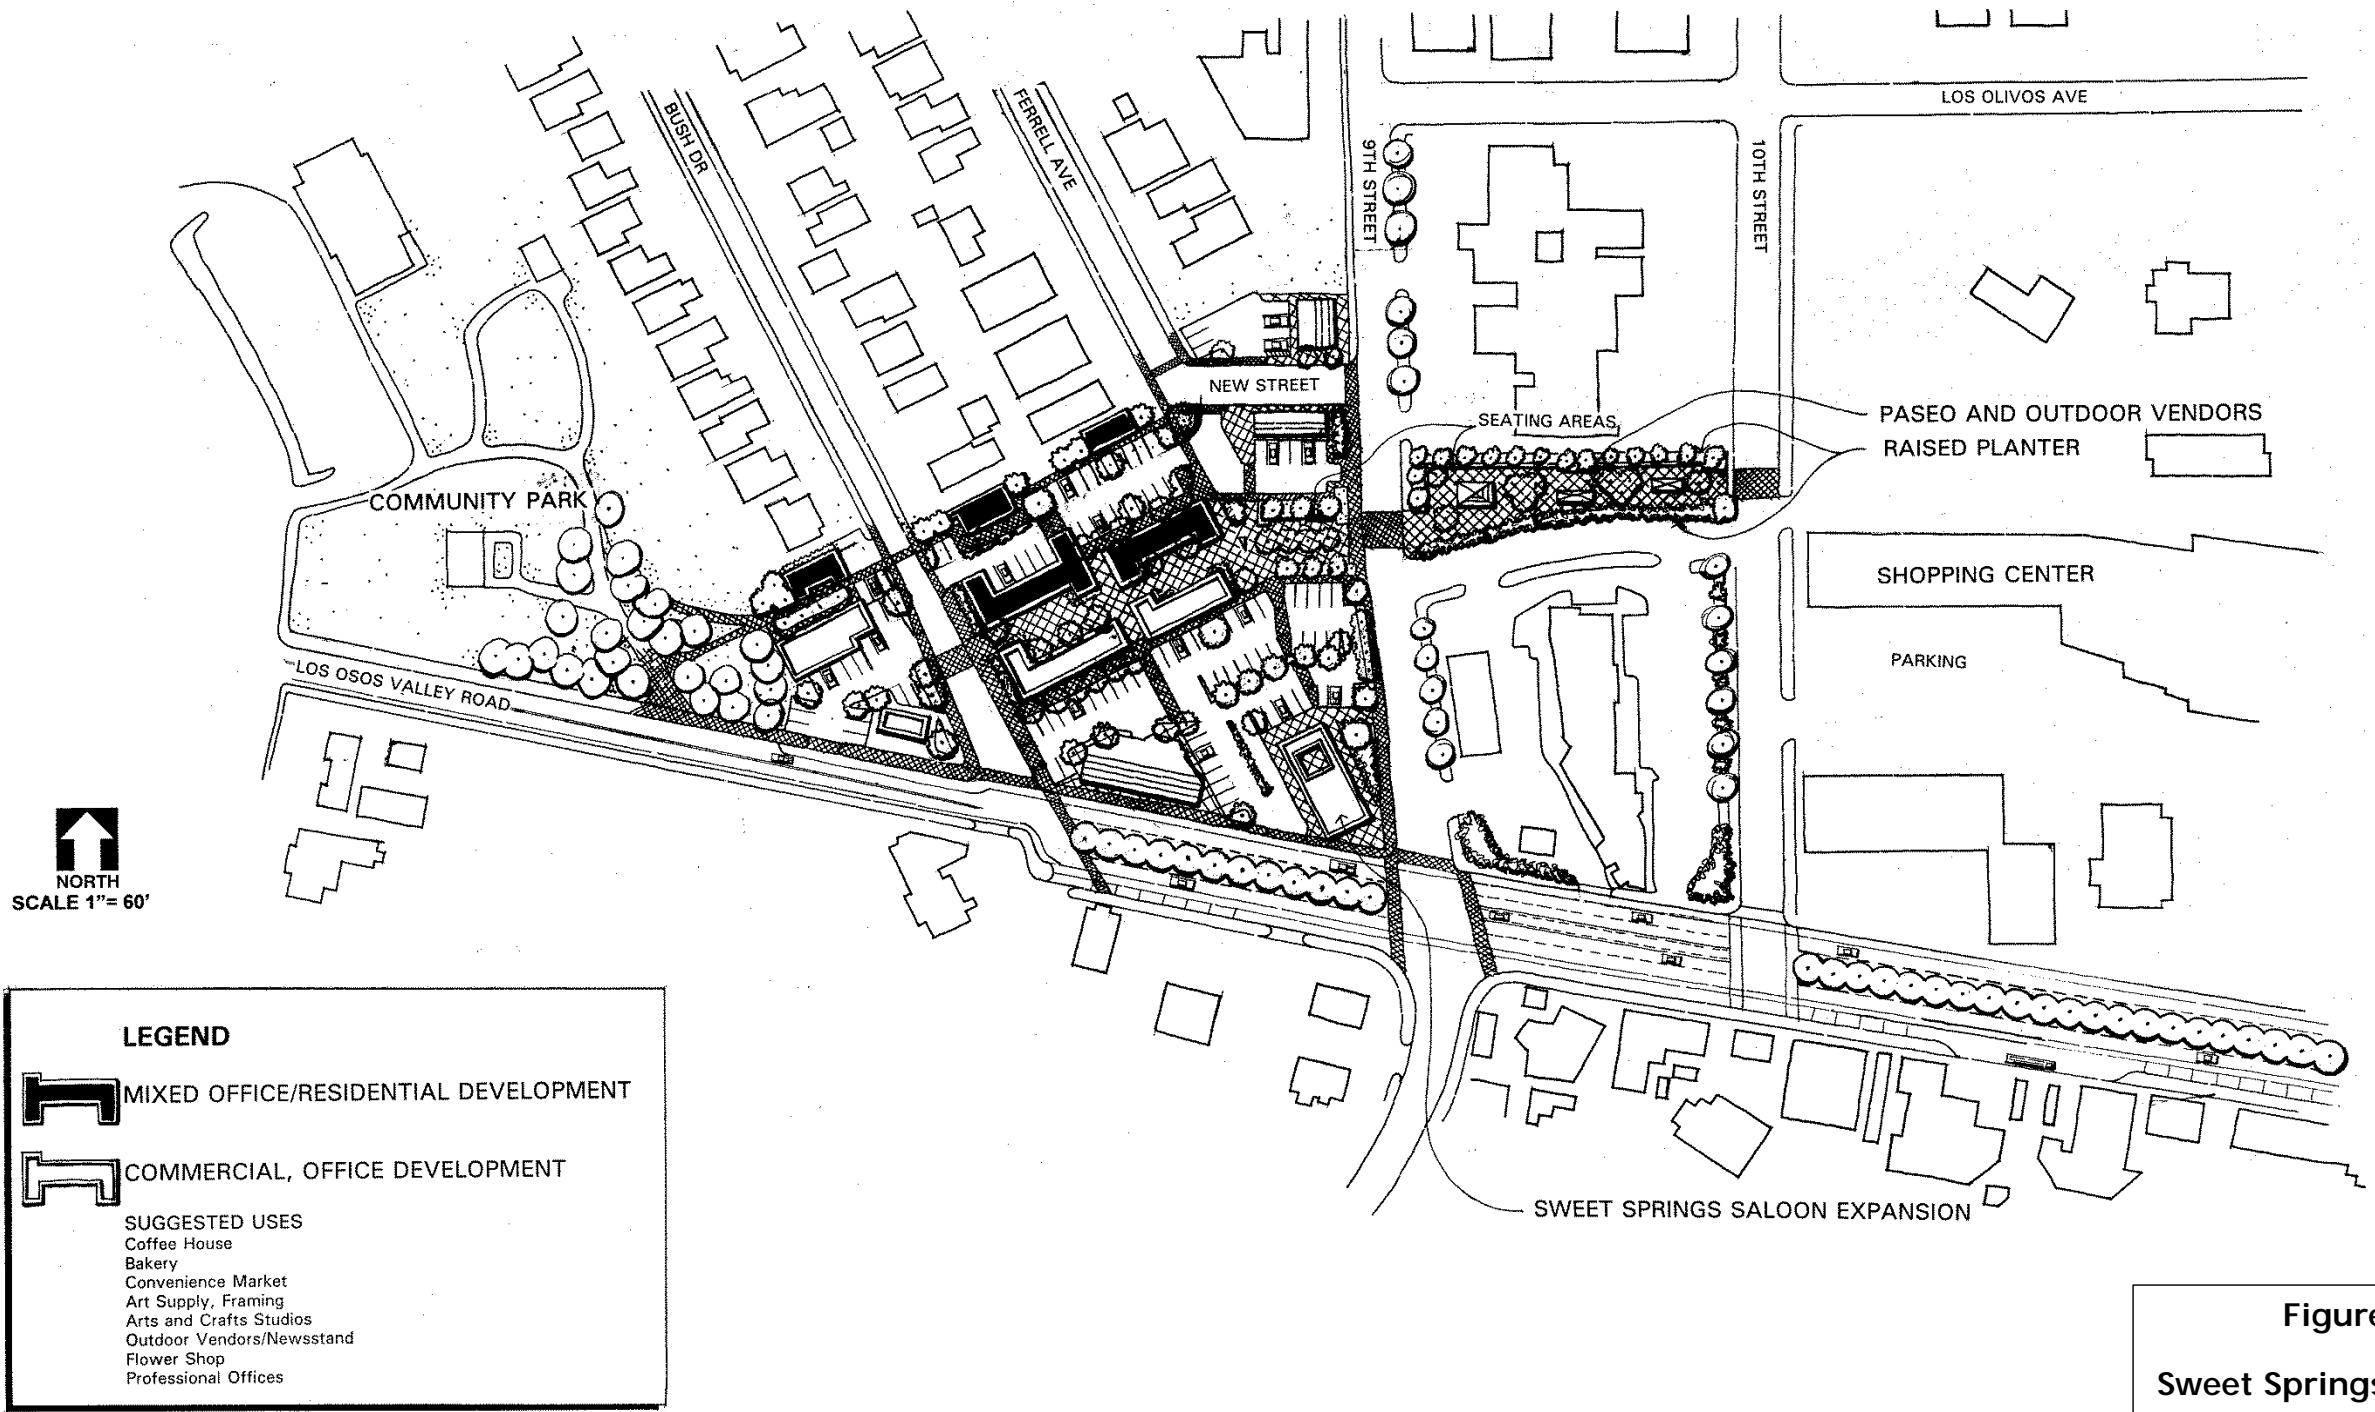 LOS OLIVOS AVE
BUSH DR
FERRELL AVE
9TH STREET
10TH STREET
NEW STREET
SEATING AREAS
PASEO AND OUTDOOR VENDORS
RAISED PLANTER
COMMUNITY PARK
SHOPPING CENTER
PARKING
LOS OSOS VALLEY ROAD
NORTH
SCALE 1"= 60'
LEGEND
MIXED OFFICE/RESIDENTIAL DEVELOPMENT
COMMERCIAL, OFFICE DEVELOPMENT
SUGGESTED USES
Coffee House
Bakery
Convenience Market
Art Supply, Framing
Arts and Crafts Studios
Outdoor Vendors/Newsstand
Flower Shop
Professional Offices
SWEET SPRINGS SALOON EXPANSION
Figure
Sweet Springs